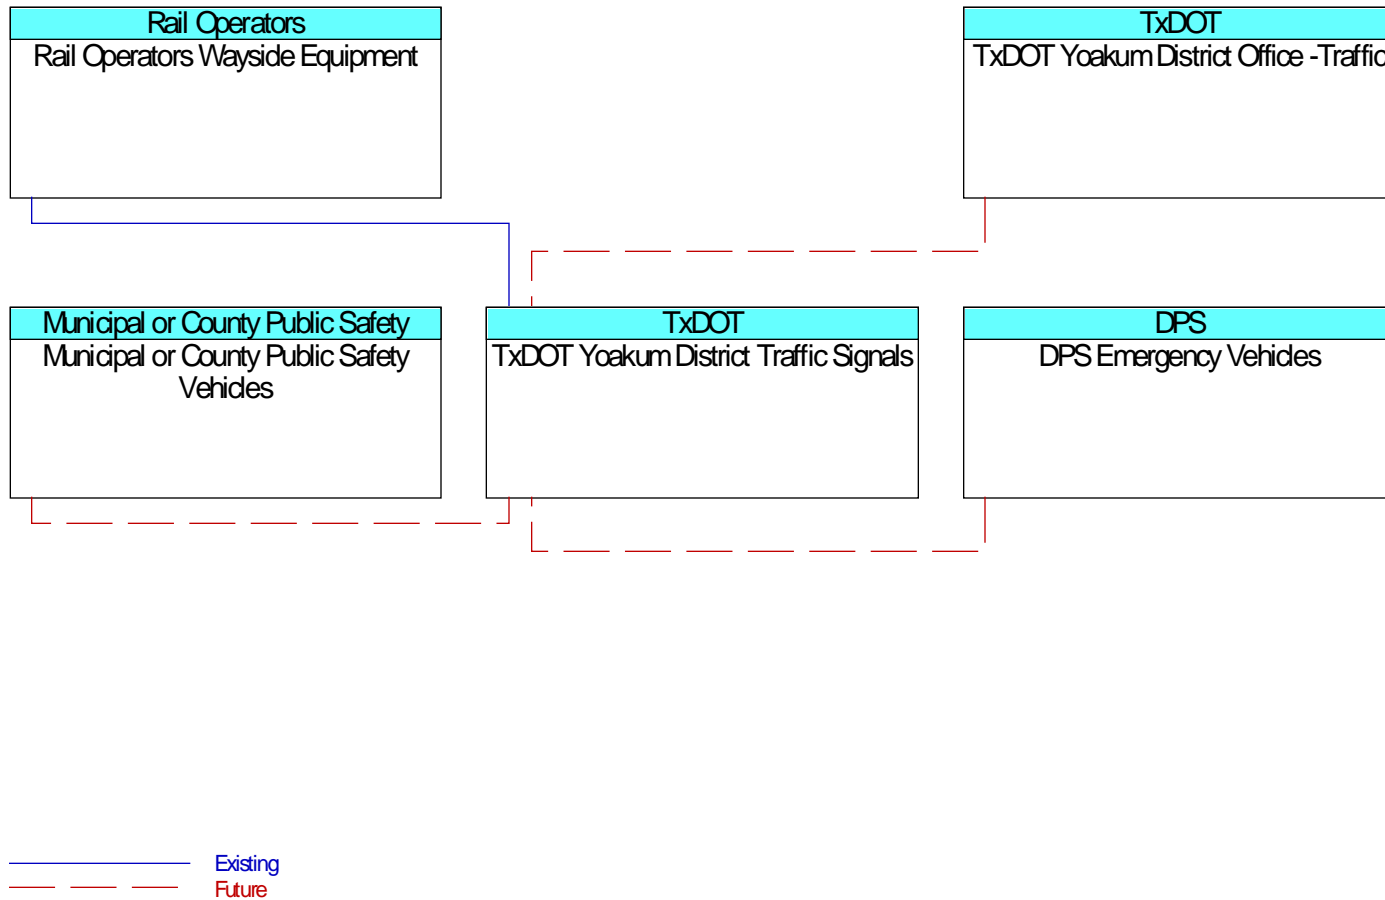 Rail Operators
Rail Operators Wayside Equipment
TxDOT
TxDOT Yoakum District Office -Traffic
Municipal or County Public Safety
Municipal or County Public Safety
Vehicles
TxDOT
TxDOT Yoakum District Traffic Signals
DPS
DPS Emergency Vehicles
Existing
Future